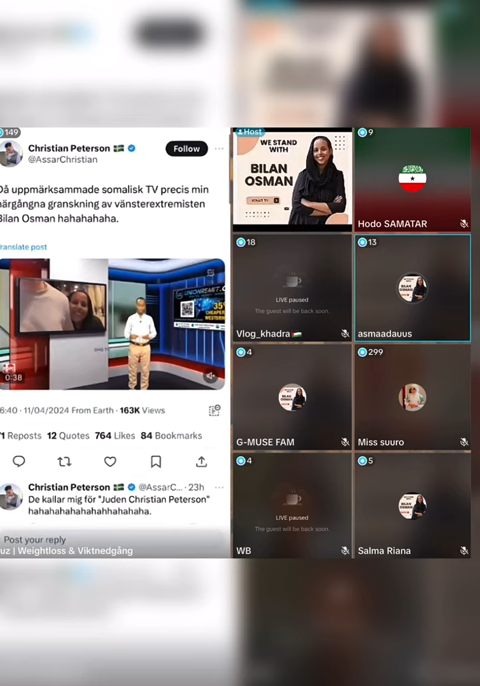 149
Christian Peterson
@AssarChristian
Follow
Då uppmärksammade somalisk TV precis min
närgångna granskning av vänsterextremisten
Bilan Osman hahahahaha.
ranslate post
0:38
6:40 · 11/04/2024 From Earth · 163K Views
71 Reposts 12 Quotes 764 Likes 84 Bookmarks
Christian Peterson @AssarC... · 23h
De kallar mig för "Juden Christian Peterson"
hahahahahahahahhahahaha.
Post your reply
uz | Weightloss & Viktnedgång
Host
WE STAND
WITH
BILAN
OSMAN
9
Hodo SAMATAR
18
LIVE paused
The guest will be back soon.
Vlog_khadra
13
asmaadauus
4
G-MUSE FAM
299
Miss suuro
4
LIVE paused
The guest will be back soon.
WB
5
Salma Riana